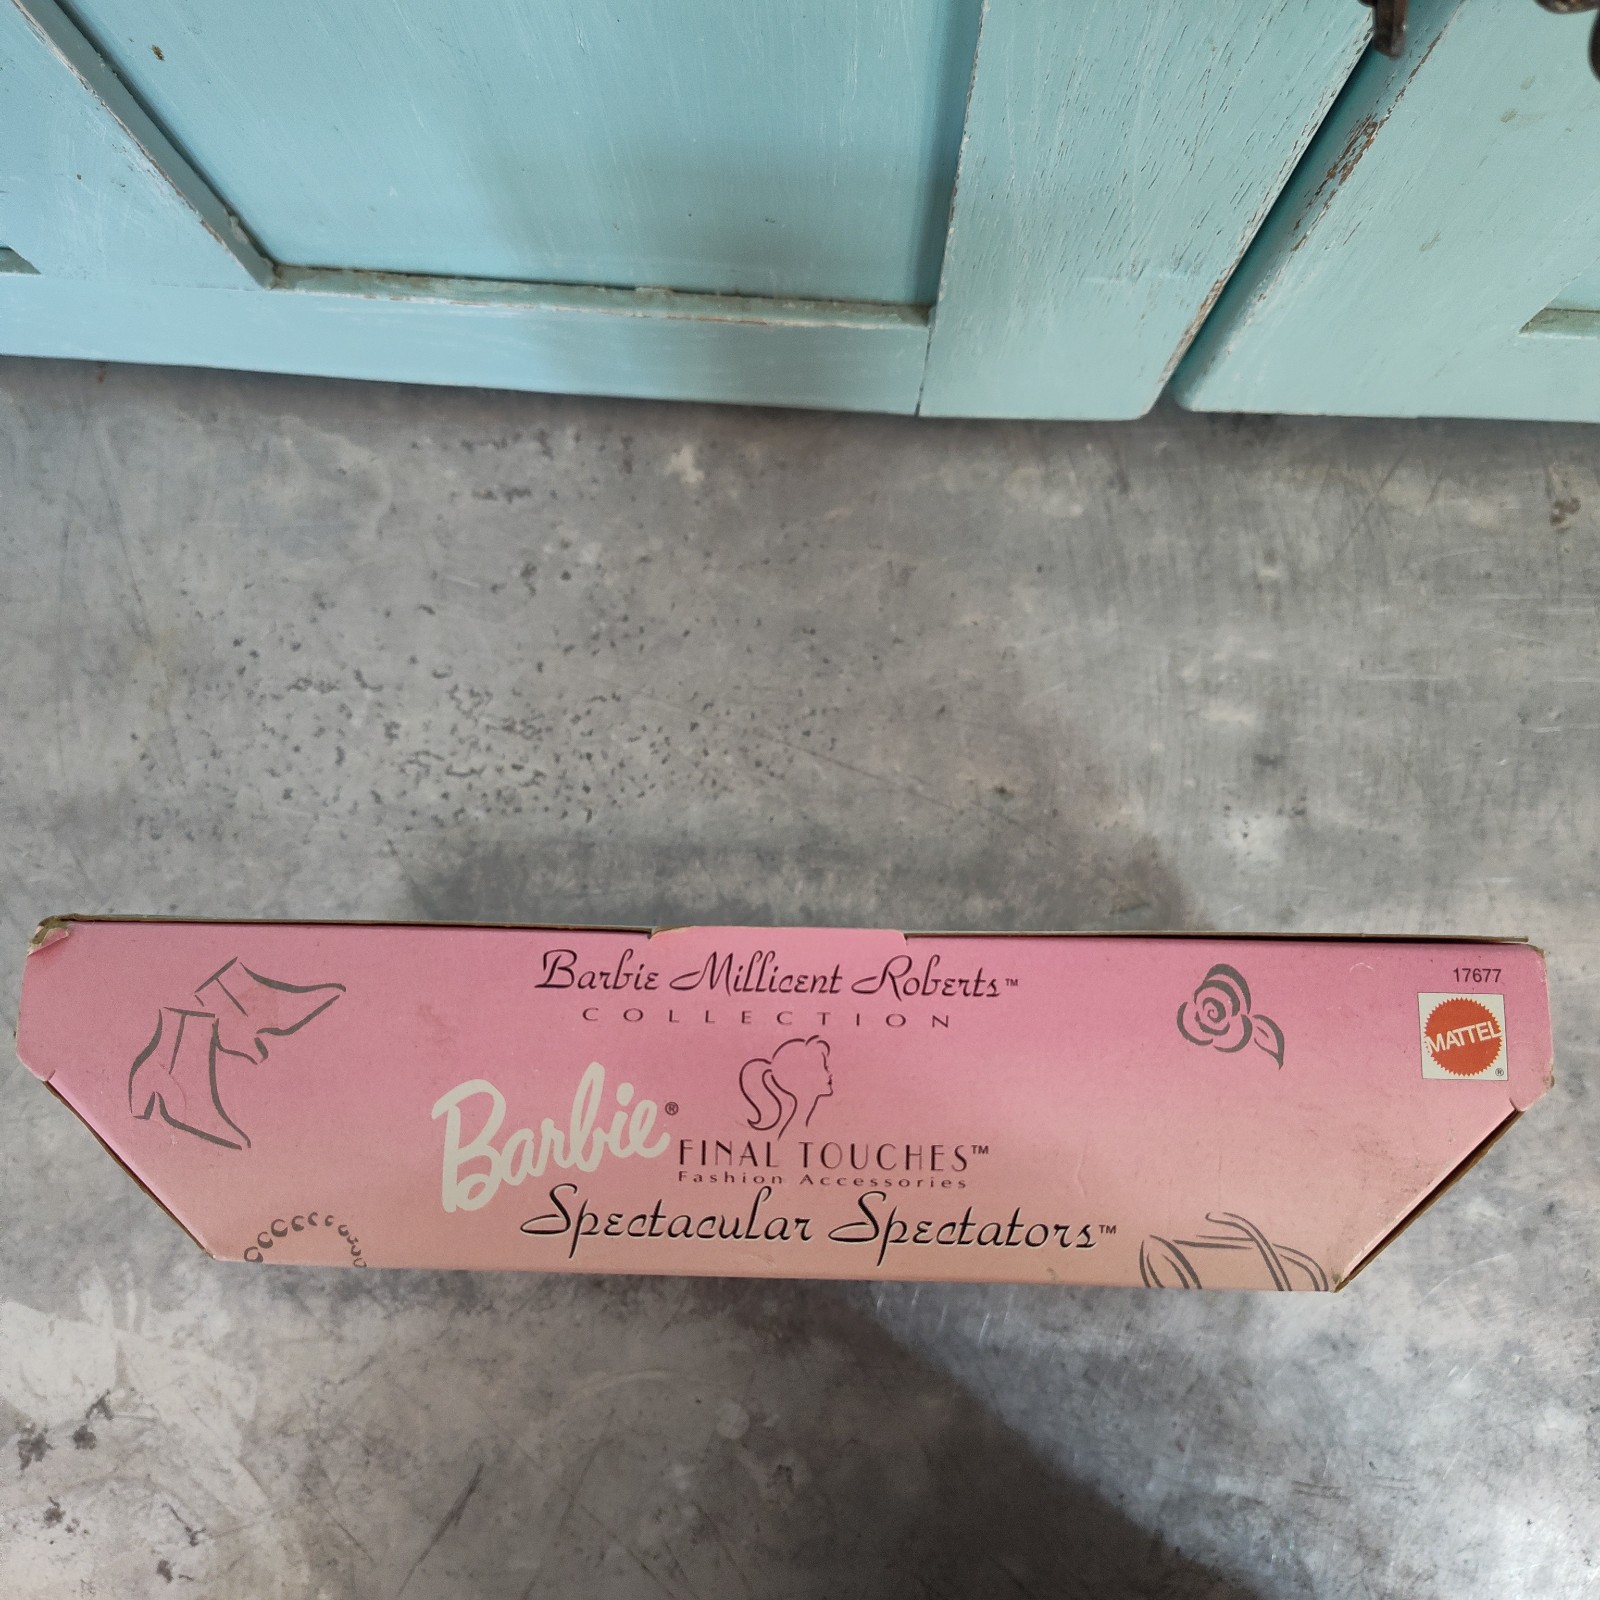 Barbie Millicent Roberts™
COLLECTION
17677
MATTEL®
Barbie®
FINAL TOUCHES™
Fashion Accessories
Spectacular Spectators™